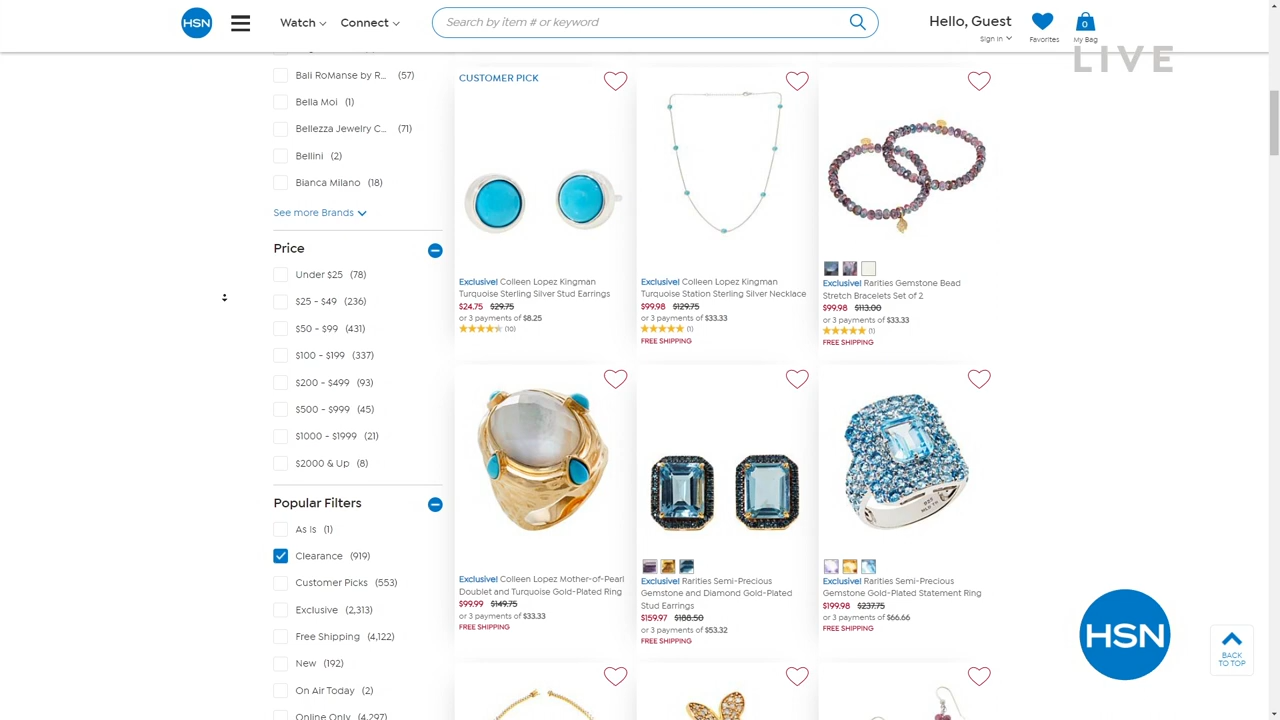 HSN
Watch
Connect
Search by item # or keyword
Hello, Guest
Sign In
Favorites
0
My Bag
LIVE
Bali RoManse by R... (57)
Bella Moi (1)
Bellezza Jewelry C... (71)
Bellini (2)
Bianca Milano (18)
See more Brands
Price
Under $25 (78)
$25 - $49 (236)
$50 - $99 (431)
$100 - $199 (337)
$200 - $499 (93)
$500 - $999 (45)
$1000 - $1999 (21)
$2000 & Up (8)
Popular Filters
As Is (1)
Clearance (919)
Customer Picks (553)
Exclusive (2,313)
Free Shipping (4,122)
New (192)
On Air Today (2)
Online Only (4,297)
CUSTOMER PICK
Exclusive! Colleen Lopez Kingman
Turquoise Sterling Silver Stud Earrings
$24.75 $29.75
or 3 payments of $8.25
(10)
Exclusive! Colleen Lopez Kingman
Turquoise Station Sterling Silver Necklace
$99.98 $129.75
or 3 payments of $33.33
(1)
FREE SHIPPING
Exclusive! Rarities Gemstone Bead
Stretch Bracelets Set of 2
$99.98 $113.00
or 3 payments of $33.33
(1)
FREE SHIPPING
Exclusive! Colleen Lopez Mother-of-Pearl
Doublet and Turquoise Gold-Plated Ring
$99.99 $149.75
or 3 payments of $33.33
FREE SHIPPING
Exclusive! Rarities Semi-Precious
Gemstone and Diamond Gold-Plated
Stud Earrings
$159.97 $188.50
or 3 payments of $53.32
FREE SHIPPING
Exclusive! Rarities Semi-Precious
Gemstone Gold-Plated Statement Ring
$199.98 $237.75
or 3 payments of $66.66
FREE SHIPPING
HSN
BACK
TO TOP